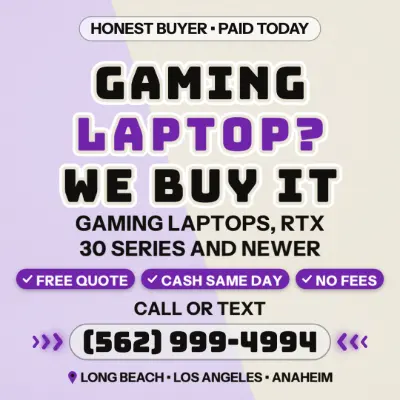 HONEST BUYER • PAID TODAY
GAMING
LAPTOP?
WE BUY IT
GAMING LAPTOPS, RTX
30 SERIES AND NEWER
✓ FREE QUOTE ✓ CASH SAME DAY ✓ NO FEES
CALL OR TEXT
(562) 999-4994
LONG BEACH • LOS ANGELES • ANAHEIM